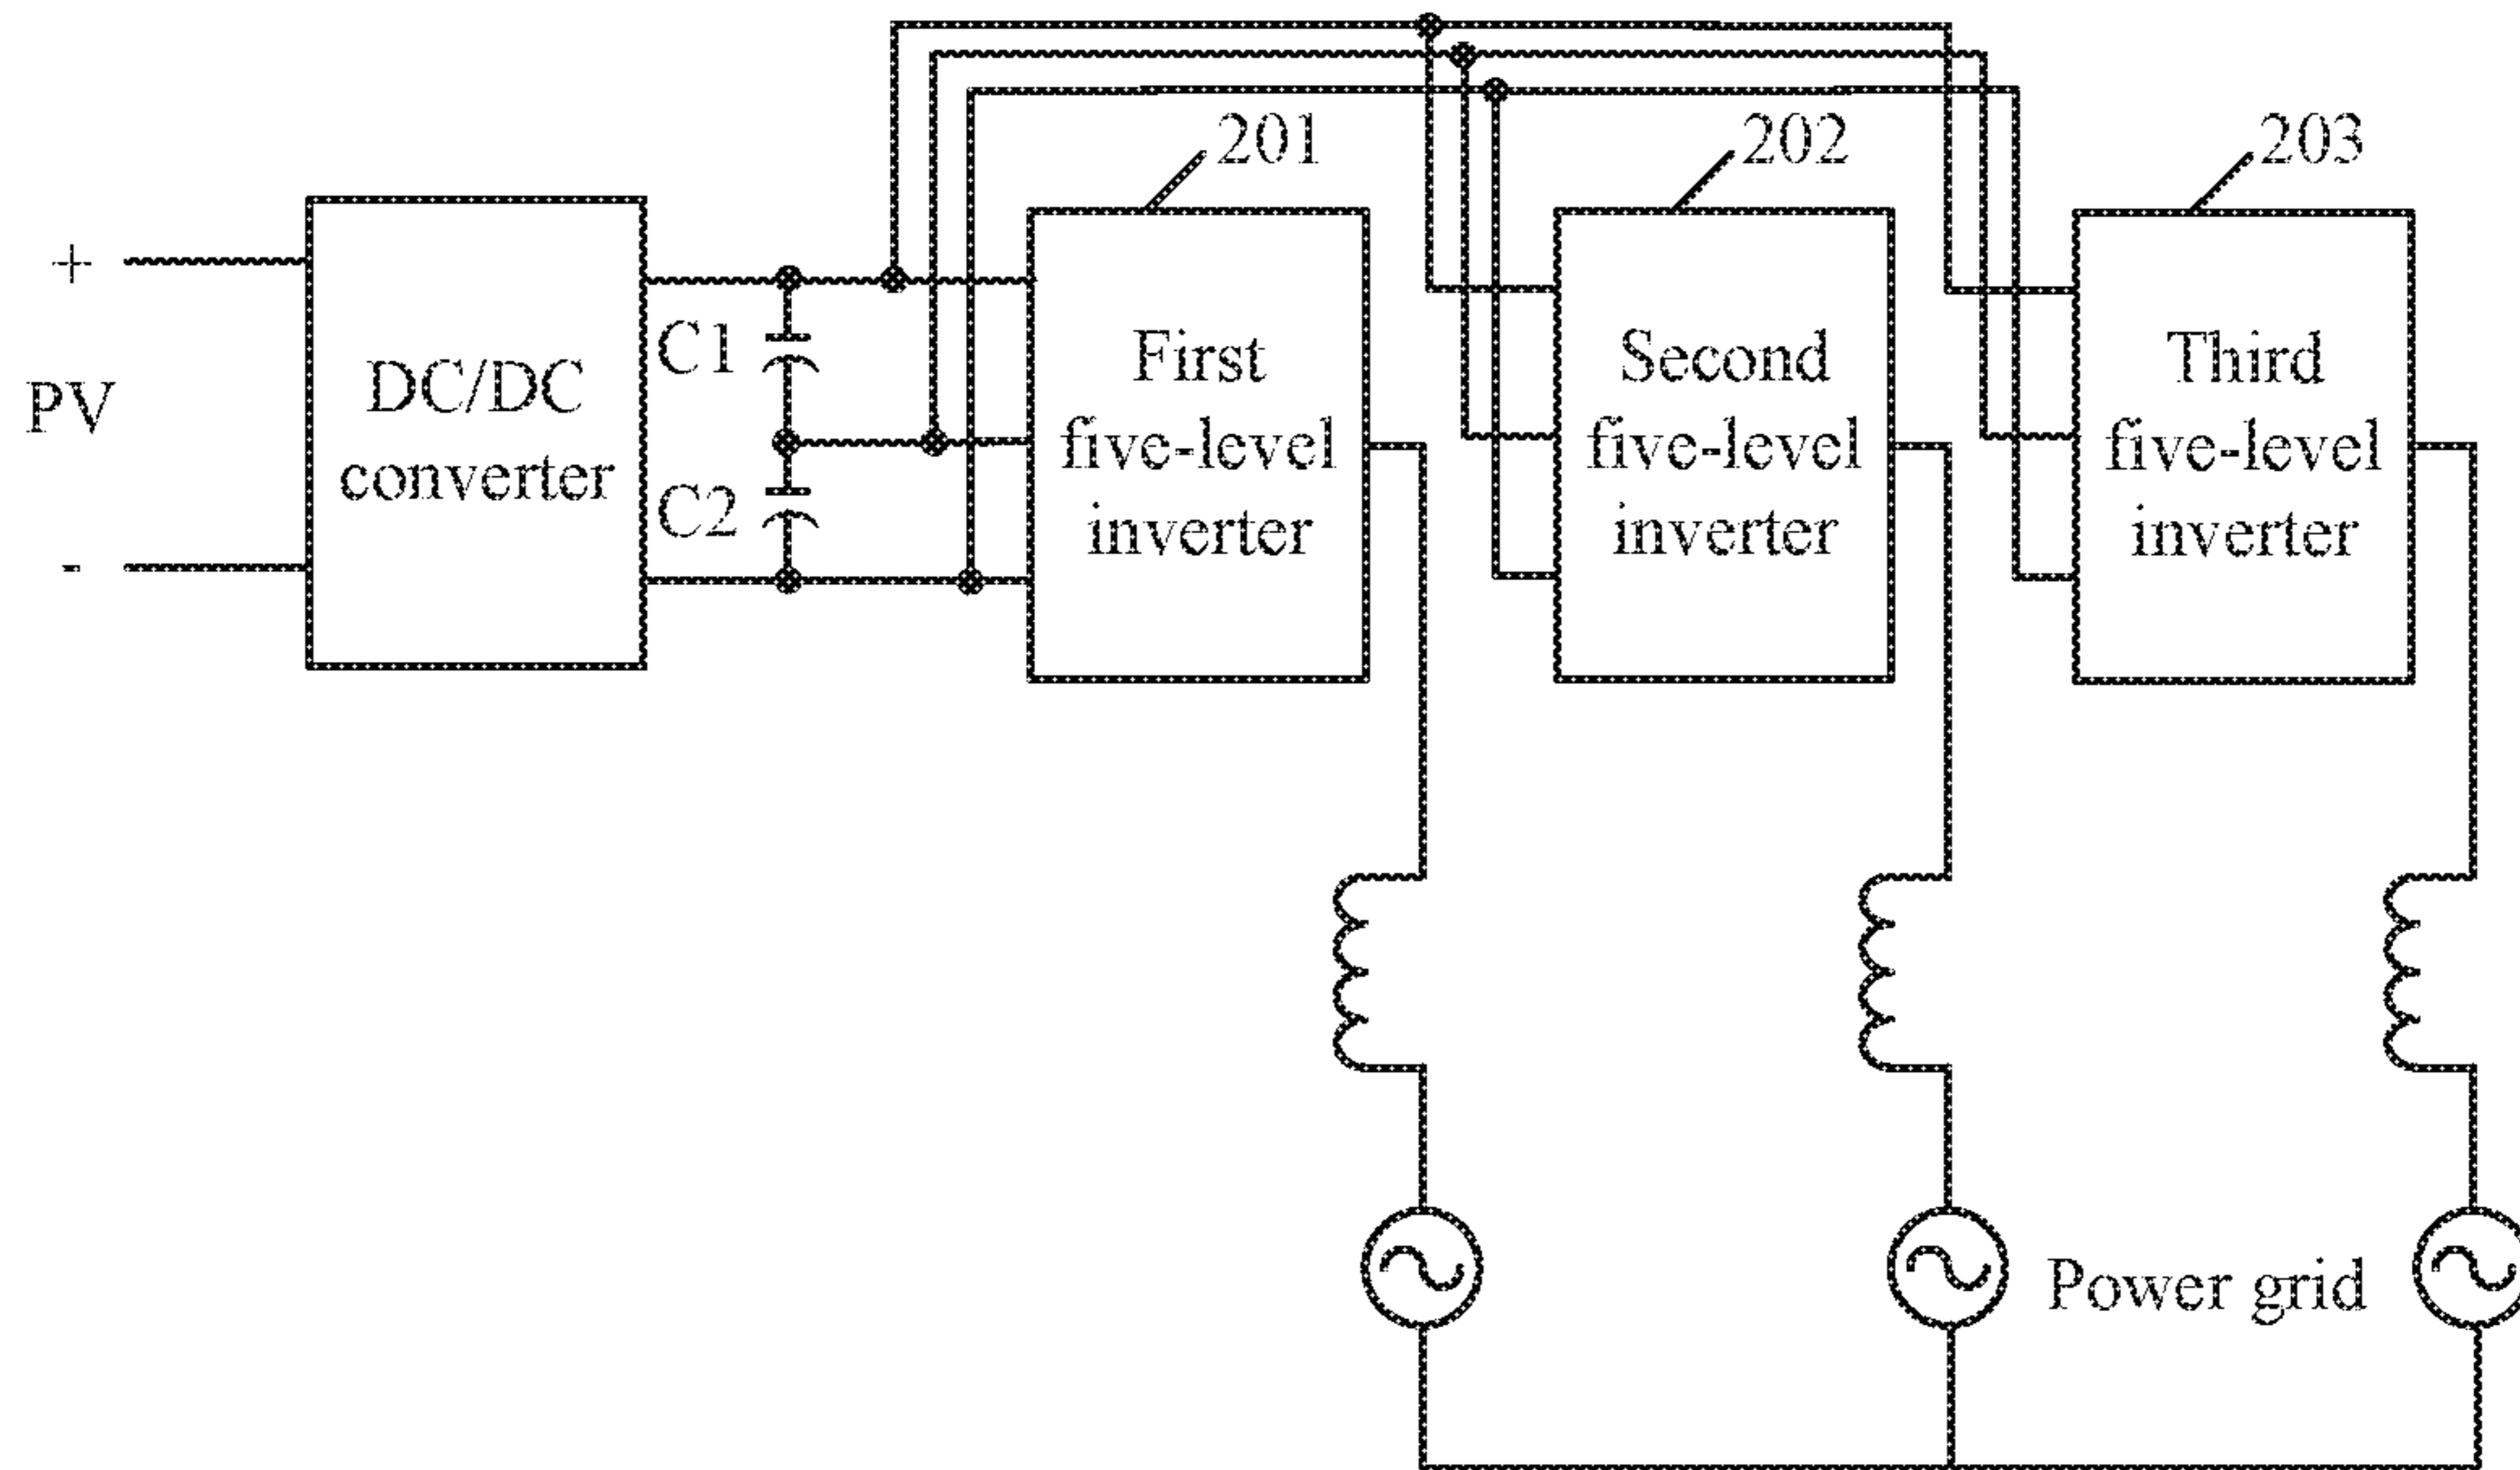 201
202
203
+
PV
-
DC/DC
converter
C1
C2
First
five-level
inverter
Second
five-level
inverter
Third
five-level
inverter
Power grid